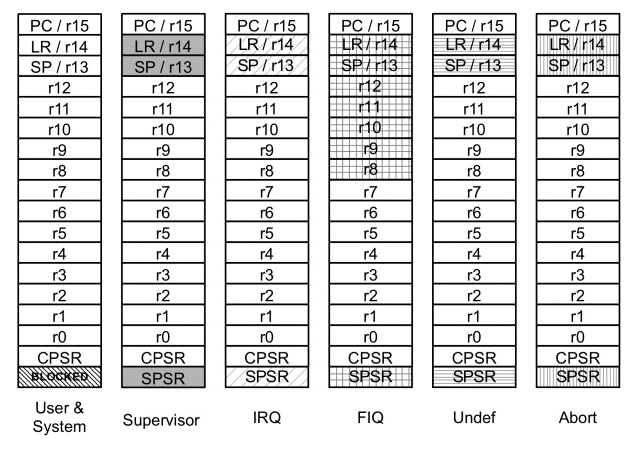 PC / r15 PC / r15 PC / r15 PC / r15 PC / r15 PC / r15
LR / r14 LR / r14 LR / r14 LR / r14 LR / r14 LR / r14
SP / r13 SP / r13 SP / r13 SP / r13 SP / r13 SP / r13
r12 r12 r12 r12 r12 r12
r11 r11 r11 r11 r11 r11
r10 r10 r10 r10 r10 r10
r9 r9 r9 r9 r9 r9
r8 r8 r8 r8 r8 r8
r7 r7 r7 r7 r7 r7
r6 r6 r6 r6 r6 r6
r5 r5 r5 r5 r5 r5
r4 r4 r4 r4 r4 r4
r3 r3 r3 r3 r3 r3
r2 r2 r2 r2 r2 r2
r1 r1 r1 r1 r1 r1
r0 r0 r0 r0 r0 r0
CPSR CPSR CPSR CPSR CPSR CPSR
BLOCKED SPSR SPSR SPSR SPSR SPSR
User &
System Supervisor IRQ FIQ Undef Abort